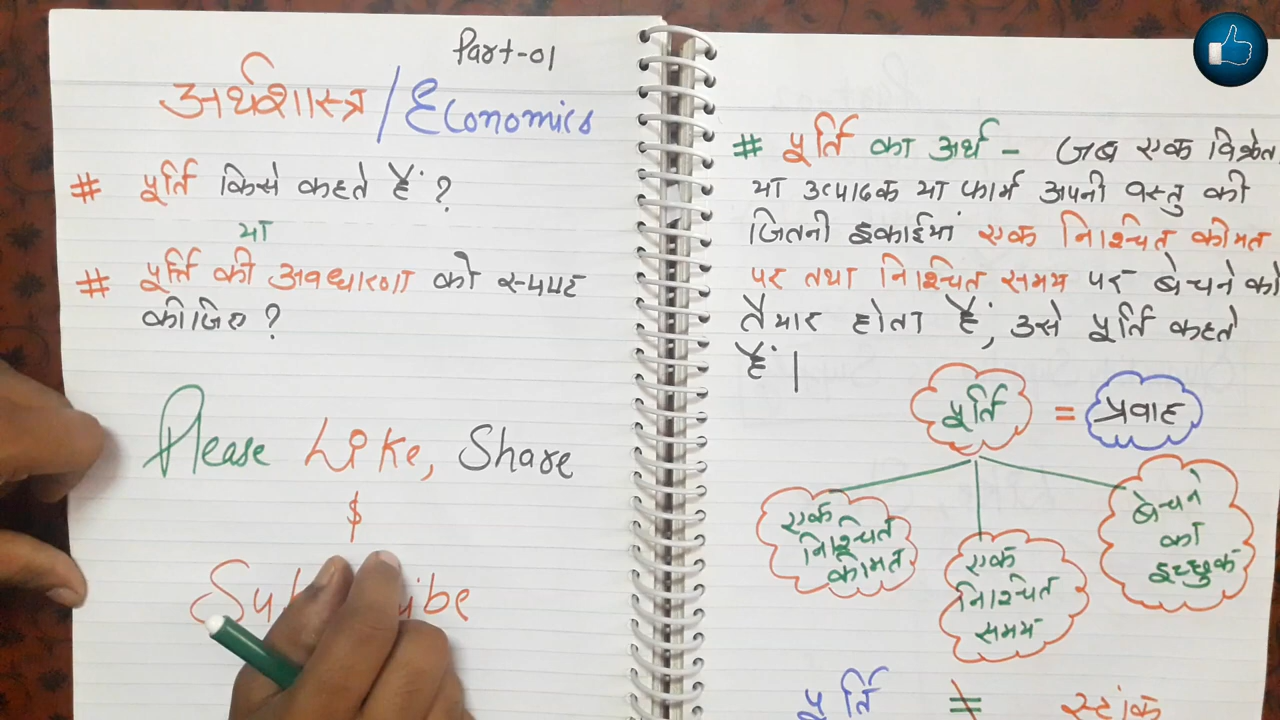 Part-01
अर्थशास्त्र / Economics
# पूर्ति किसे कहते हैं ?
या
# पूर्ति की अवधारणा को स्पष्ट
कीजिए ?
Please Like, Share
$
# पूर्ति का अर्थ - जब एक विक्रेता
या उत्पादक या फार्म अपनी वस्तु की
जितनी इकाईयां एक निश्चित कीमत
पर तथा निश्चित समय पर बेचने को
तैयार होता हैं, उसे पूर्ति कहते
हैं |
पूर्ति = प्रवाह
एक
निश्चित
कीमत
एक
निश्चित
समय
बेचने
का
इच्छुक
पूर्ति ≠ स्टॉक